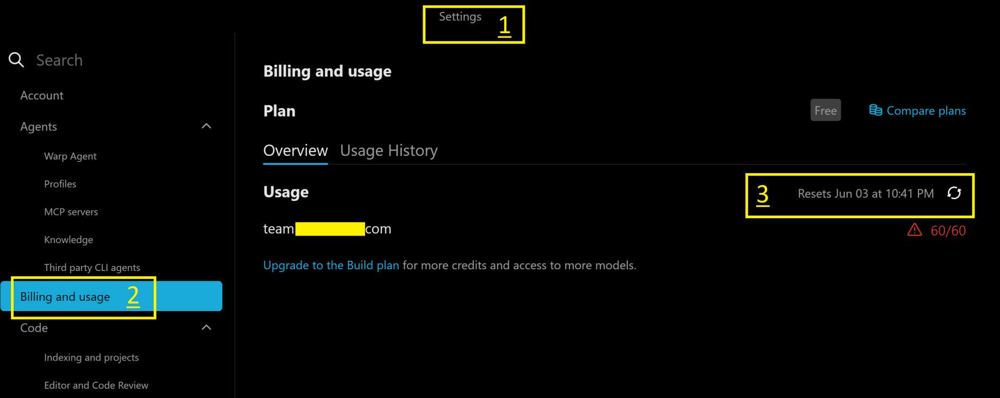 Settings 1
Search
Account
Agents
Warp Agent
Profiles
MCP servers
Knowledge
Third party CLI agents
Billing and usage 2
Code
Indexing and projects
Editor and Code Review
Billing and usage
Plan
Free
Compare plans
Overview
Usage History
Usage
3 Resets Jun 03 at 10:41 PM
team com
60/60
Upgrade to the Build plan for more credits and access to more models.